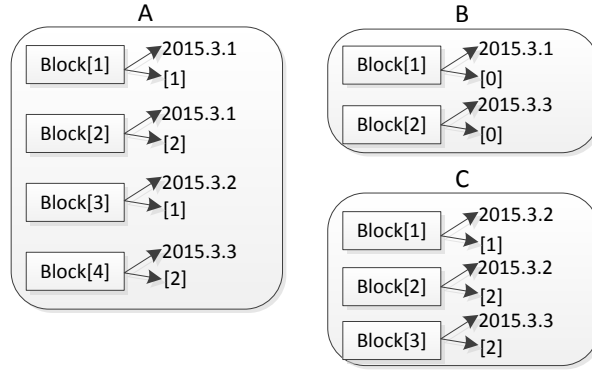 A
Block[1]
2015.3.1
[1]
Block[2]
2015.3.1
[2]
Block[3]
2015.3.2
[1]
Block[4]
2015.3.3
[2]
B
Block[1]
2015.3.1
[0]
Block[2]
2015.3.3
[0]
C
Block[1]
2015.3.2
[1]
Block[2]
2015.3.2
[2]
Block[3]
2015.3.3
[2]